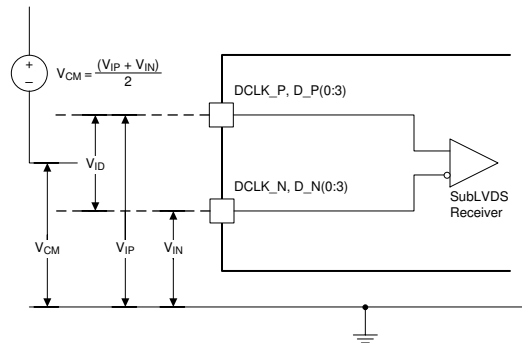 +
−
V_CM = (V_IP + V_IN) / 2
DCLK_P, D_P(0:3)
V_ID
DCLK_N, D_N(0:3)
SubLVDS
Receiver
V_CM
V_IP
V_IN